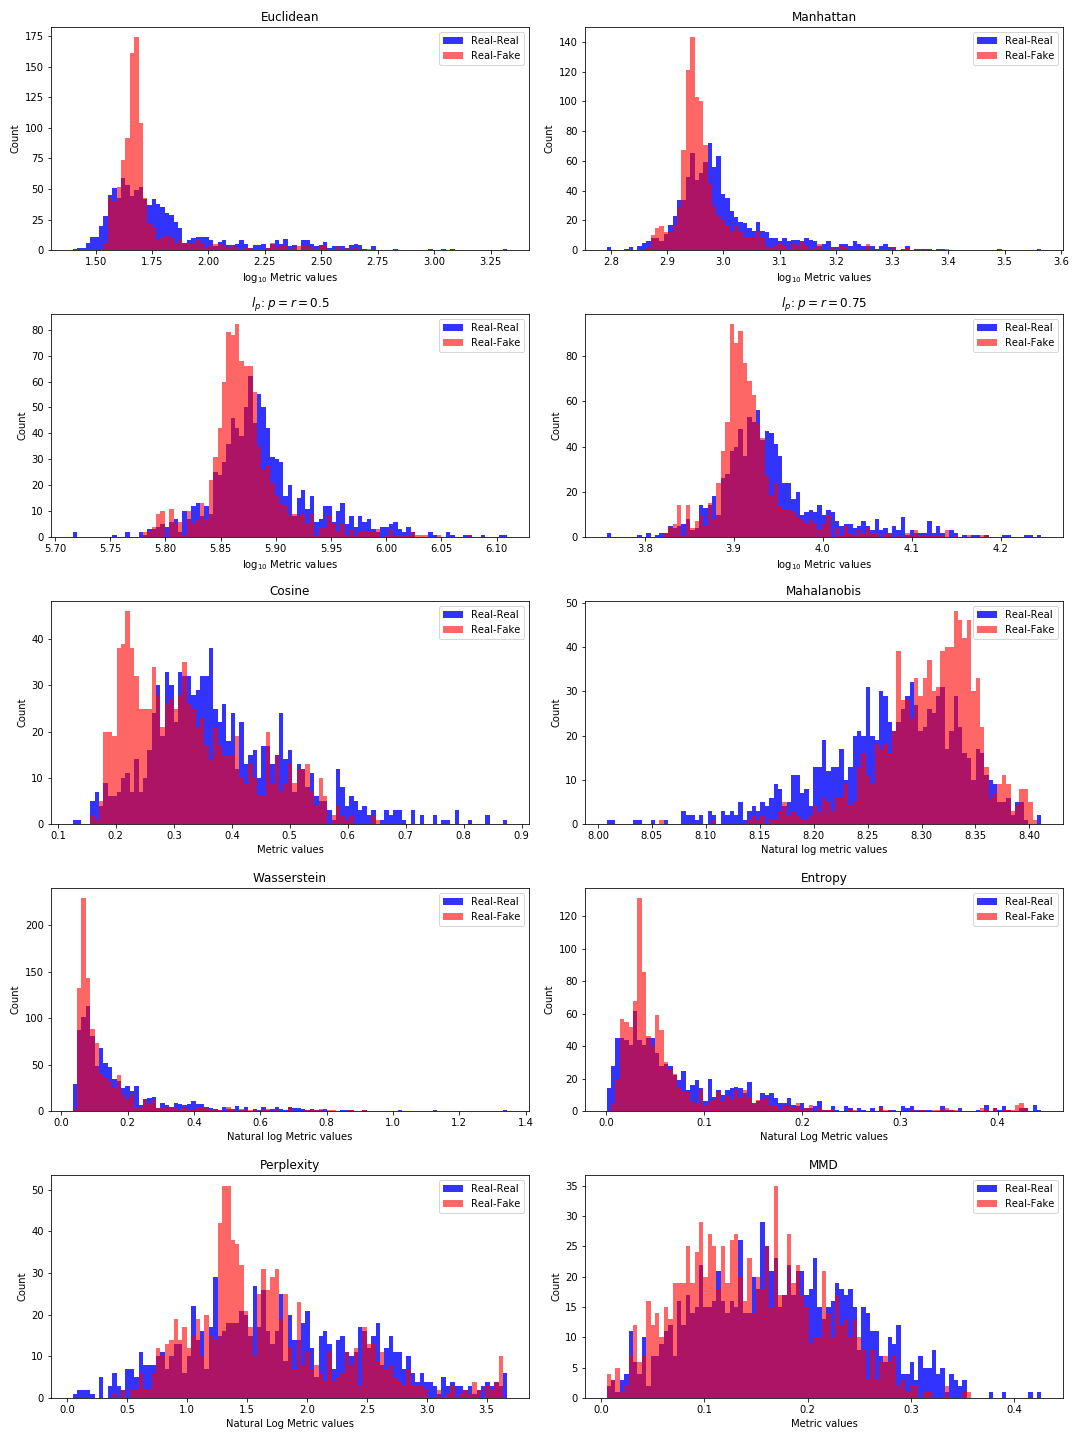 Euclidean
Count
175
150
125
100
75
50
25
0
Real-Real
Real-Fake
1.50
1.75
2.00
2.25
2.50
2.75
3.00
3.25
log₁₀ Metric values
Manhattan
Count
140
120
100
80
60
40
20
0
Real-Real
Real-Fake
2.8
2.9
3.0
3.1
3.2
3.3
3.4
3.5
3.6
log₁₀ Metric values
lₚ: p = r = 0.5
Count
80
70
60
50
40
30
20
10
0
Real-Real
Real-Fake
5.70
5.75
5.80
5.85
5.90
5.95
6.00
6.05
6.10
log₁₀ Metric values
lₚ: p = r = 0.75
Count
80
60
40
20
0
Real-Real
Real-Fake
3.8
3.9
4.0
4.1
4.2
log₁₀ Metric values
Cosine
Count
40
30
20
10
0
Real-Real
Real-Fake
0.1
0.2
0.3
0.4
0.5
0.6
0.7
0.8
0.9
Metric values
Mahalanobis
Count
50
40
30
20
10
0
Real-Real
Real-Fake
8.00
8.05
8.10
8.15
8.20
8.25
8.30
8.35
8.40
Natural log metric values
Wasserstein
Count
200
150
100
50
0
Real-Real
Real-Fake
0.0
0.2
0.4
0.6
0.8
1.0
1.2
1.4
Natural log Metric values
Entropy
Count
120
100
80
60
40
20
0
Real-Real
Real-Fake
0.0
0.1
0.2
0.3
0.4
Natural Log Metric values
Perplexity
Count
50
40
30
20
10
0
Real-Real
Real-Fake
0.0
0.5
1.0
1.5
2.0
2.5
3.0
3.5
Natural Log Metric values
MMD
Count
35
30
25
20
15
10
5
0
Real-Real
Real-Fake
0.0
0.1
0.2
0.3
0.4
Metric values